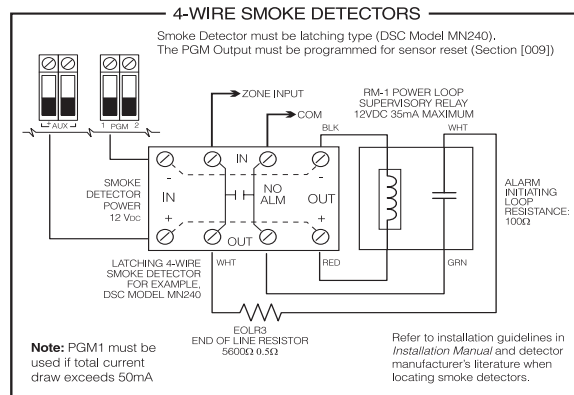 4-WIRE SMOKE DETECTORS
Smoke Detector must be latching type (DSC Model MN240).
The PGM Output must be programmed for sensor reset (Section [009])
+ AUX -
1 PGM 2
ZONE INPUT
COM
RM-1 POWER LOOP
SUPERVISORY RELAY
12VDC 35mA MAXIMUM
BLK
WHT
SMOKE
DETECTOR
POWER
12 VDC
-
IN
+
IN
NO
ALM
OUT
-
OUT
+
ALARM
INITIATING
LOOP
RESISTANCE:
100Ω
LATCHING 4-WIRE
SMOKE DETECTOR
FOR EXAMPLE,
DSC MODEL MN240
WHT
RED
GRN
EOLR3
END OF LINE RESISTOR
5600Ω 0.5Ω
Note: PGM1 must be
used if total current
draw exceeds 50mA
Refer to installation guidelines in
Installation Manual and detector
manufacturer's literature when
locating smoke detectors.